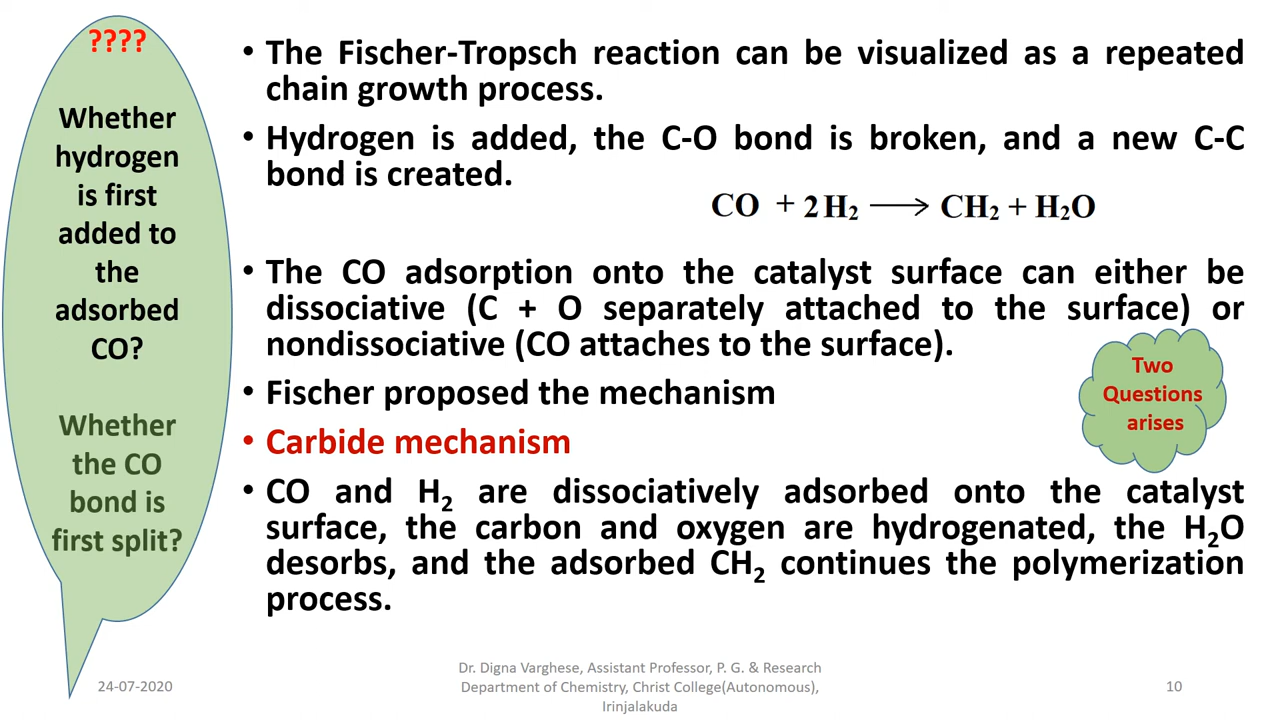 ????
Whether
hydrogen
is first
added to
the
adsorbed
CO?
Whether
the CO
bond is
first split?
• The Fischer-Tropsch reaction can be visualized as a repeated
chain growth process.
• Hydrogen is added, the C-O bond is broken, and a new C-C
bond is created.
CO + 2H₂ ⟶ CH₂ + H₂O
• The CO adsorption onto the catalyst surface can either be
dissociative (C + O separately attached to the surface) or
nondissociative (CO attaches to the surface).
• Fischer proposed the mechanism
• Carbide mechanism
• CO and H₂ are dissociatively adsorbed onto the catalyst
surface, the carbon and oxygen are hydrogenated, the H₂O
desorbs, and the adsorbed CH₂ continues the polymerization
process.
Two
Questions
arises
24-07-2020
Dr. Digna Varghese, Assistant Professor, P. G. & Research
Department of Chemistry, Christ College(Autonomous),
Irinjalakuda
10